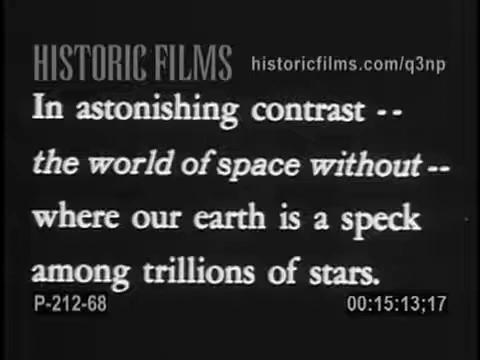 HISTORIC FILMS historicfilms.com/q3np
In astonishing contrast --
the world of space without --
where our earth is a speck
among trillions of stars.
P-212-68 00:15:13;17